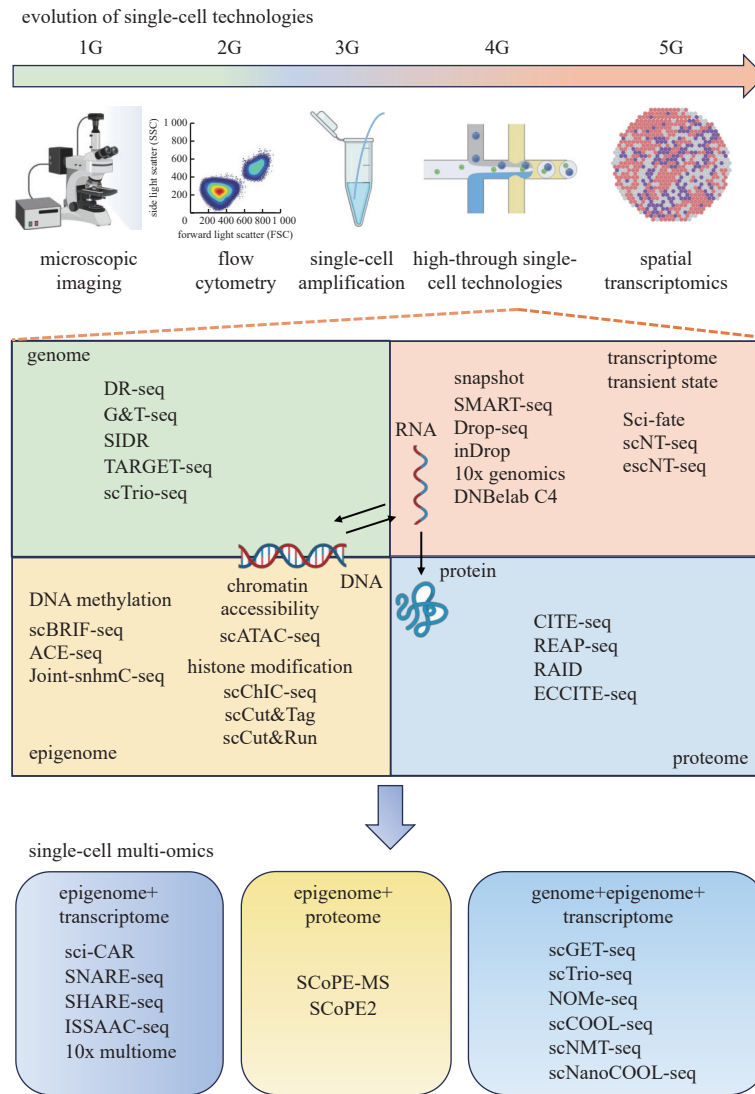 evolution of single-cell technologies
1G 2G 3G 4G 5G
side light scatter (SSC)
1 000
800
600
400
200
200 400 600 800 1 000
forward light scatter (FSC)
microscopic
imaging
flow
cytometry
single-cell
amplification
high-through single-
cell technologies
spatial
transcriptomics
genome
DR-seq
G&T-seq
SIDR
TARGET-seq
scTrio-seq
RNA
snapshot
SMART-seq
Drop-seq
inDrop
10x genomics
DNBelab C4
transcriptome
transient state
Sci-fate
scNT-seq
escNT-seq
DNA
DNA methylation
scBRIF-seq
ACE-seq
Joint-snhmC-seq
chromatin
accessibility
scATAC-seq
histone modification
scChIC-seq
scCut&Tag
scCut&Run
epigenome
protein
CITE-seq
REAP-seq
RAID
ECCITE-seq
proteome
single-cell multi-omics
epigenome+
transcriptome
sci-CAR
SNARE-seq
SHARE-seq
ISSAAC-seq
10x multiome
epigenome+
proteome
SCoPE-MS
SCoPE2
genome+epigenome+
transcriptome
scGET-seq
scTrio-seq
NOMe-seq
scCOOL-seq
scNMT-seq
scNanoCOOL-seq